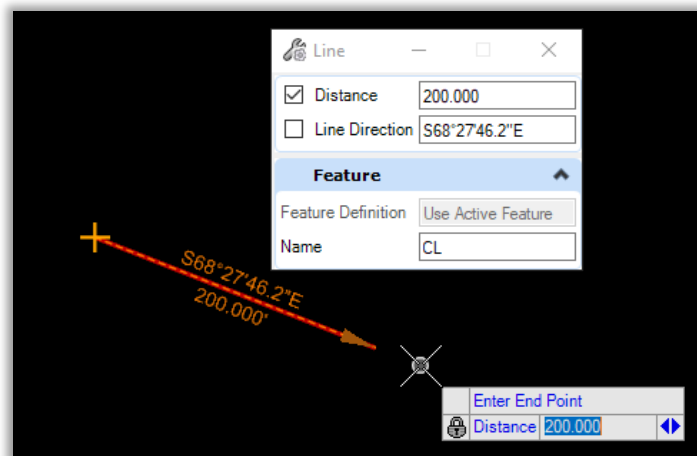 Line
Distance 200.000
Line Direction S68°27'46.2"E
Feature
Feature Definition Use Active Feature
Name CL
S68°27'46.2"E
200.000'
Enter End Point
Distance 200.000